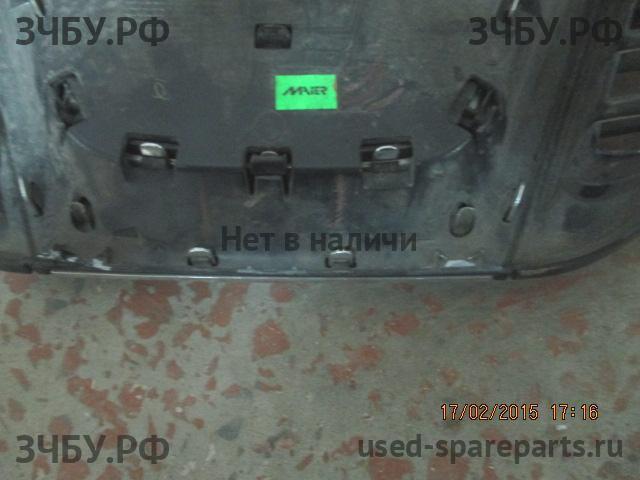 ЗЧБУ.РФ ЗЧБУ.РФ
MAIER
Нет в наличи
17/02/2015 17:16
ЗЧБУ.РФ used-spareparts.ru